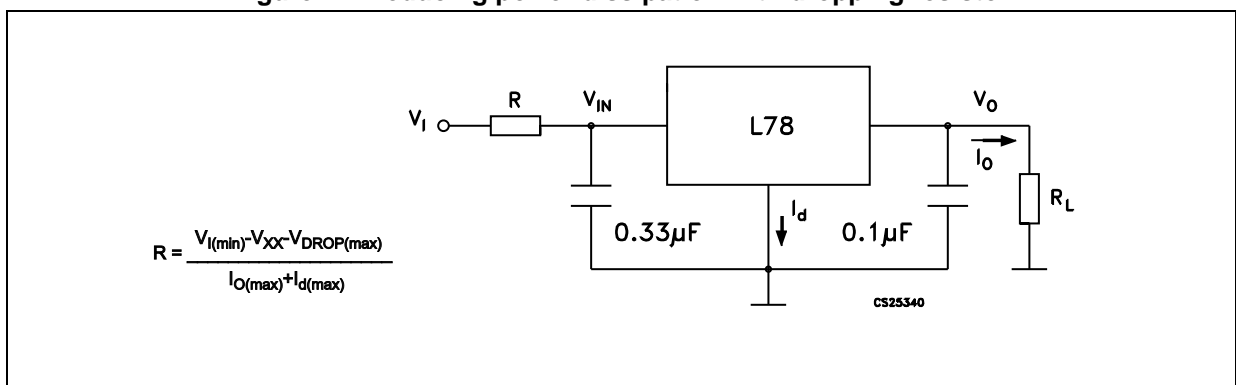 R
V_IN
V_O
V_I
L78
I_O
R_L
I_d
0.33µF
0.1µF
R = V_I(min)-V_XX-V_DROP(max)
I_O(max)+I_d(max)
CS25340